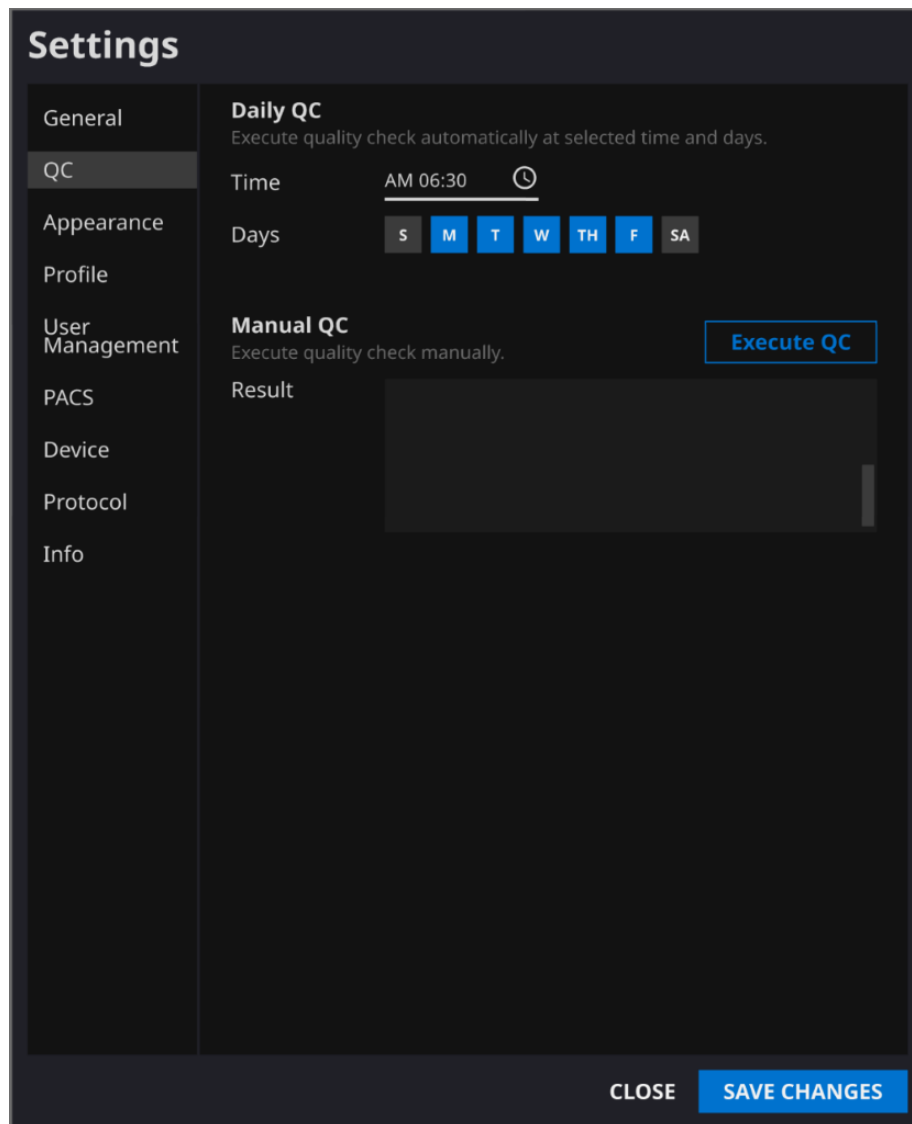 Settings
General
QC
Appearance
Profile
User
Management
PACS
Device
Protocol
Info
Daily QC
Execute quality check automatically at selected time and days.
Time AM 06:30
Days S M T W TH F SA
Manual QC
Execute quality check manually.
Execute QC
Result
CLOSE SAVE CHANGES